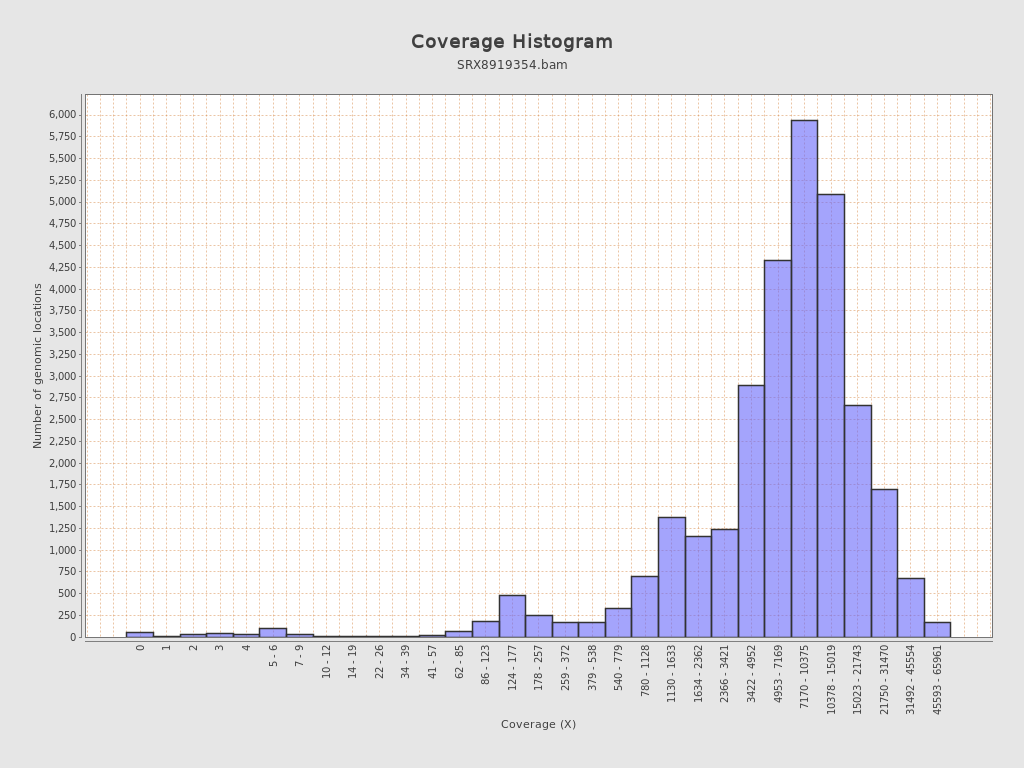 Coverage Histogram
SRX8919354.bam
6,000
5,750
5,500
5,250
5,000
4,750
4,500
4,250
4,000
3,750
3,500
3,250
3,000
2,750
2,500
2,250
2,000
1,750
1,500
1,250
1,000
750
500
250
0
Number of genomic locations
0
1
2
3
4
5 - 6
7 - 9
10 - 12
14 - 19
22 - 26
34 - 39
41 - 57
62 - 85
86 - 123
124 - 177
178 - 257
259 - 372
379 - 538
540 - 779
780 - 1128
1130 - 1633
1634 - 2362
2366 - 3421
3422 - 4952
4953 - 7169
7170 - 10375
10378 - 15019
15023 - 21743
21750 - 31470
31492 - 45554
45593 - 65961
Coverage (X)